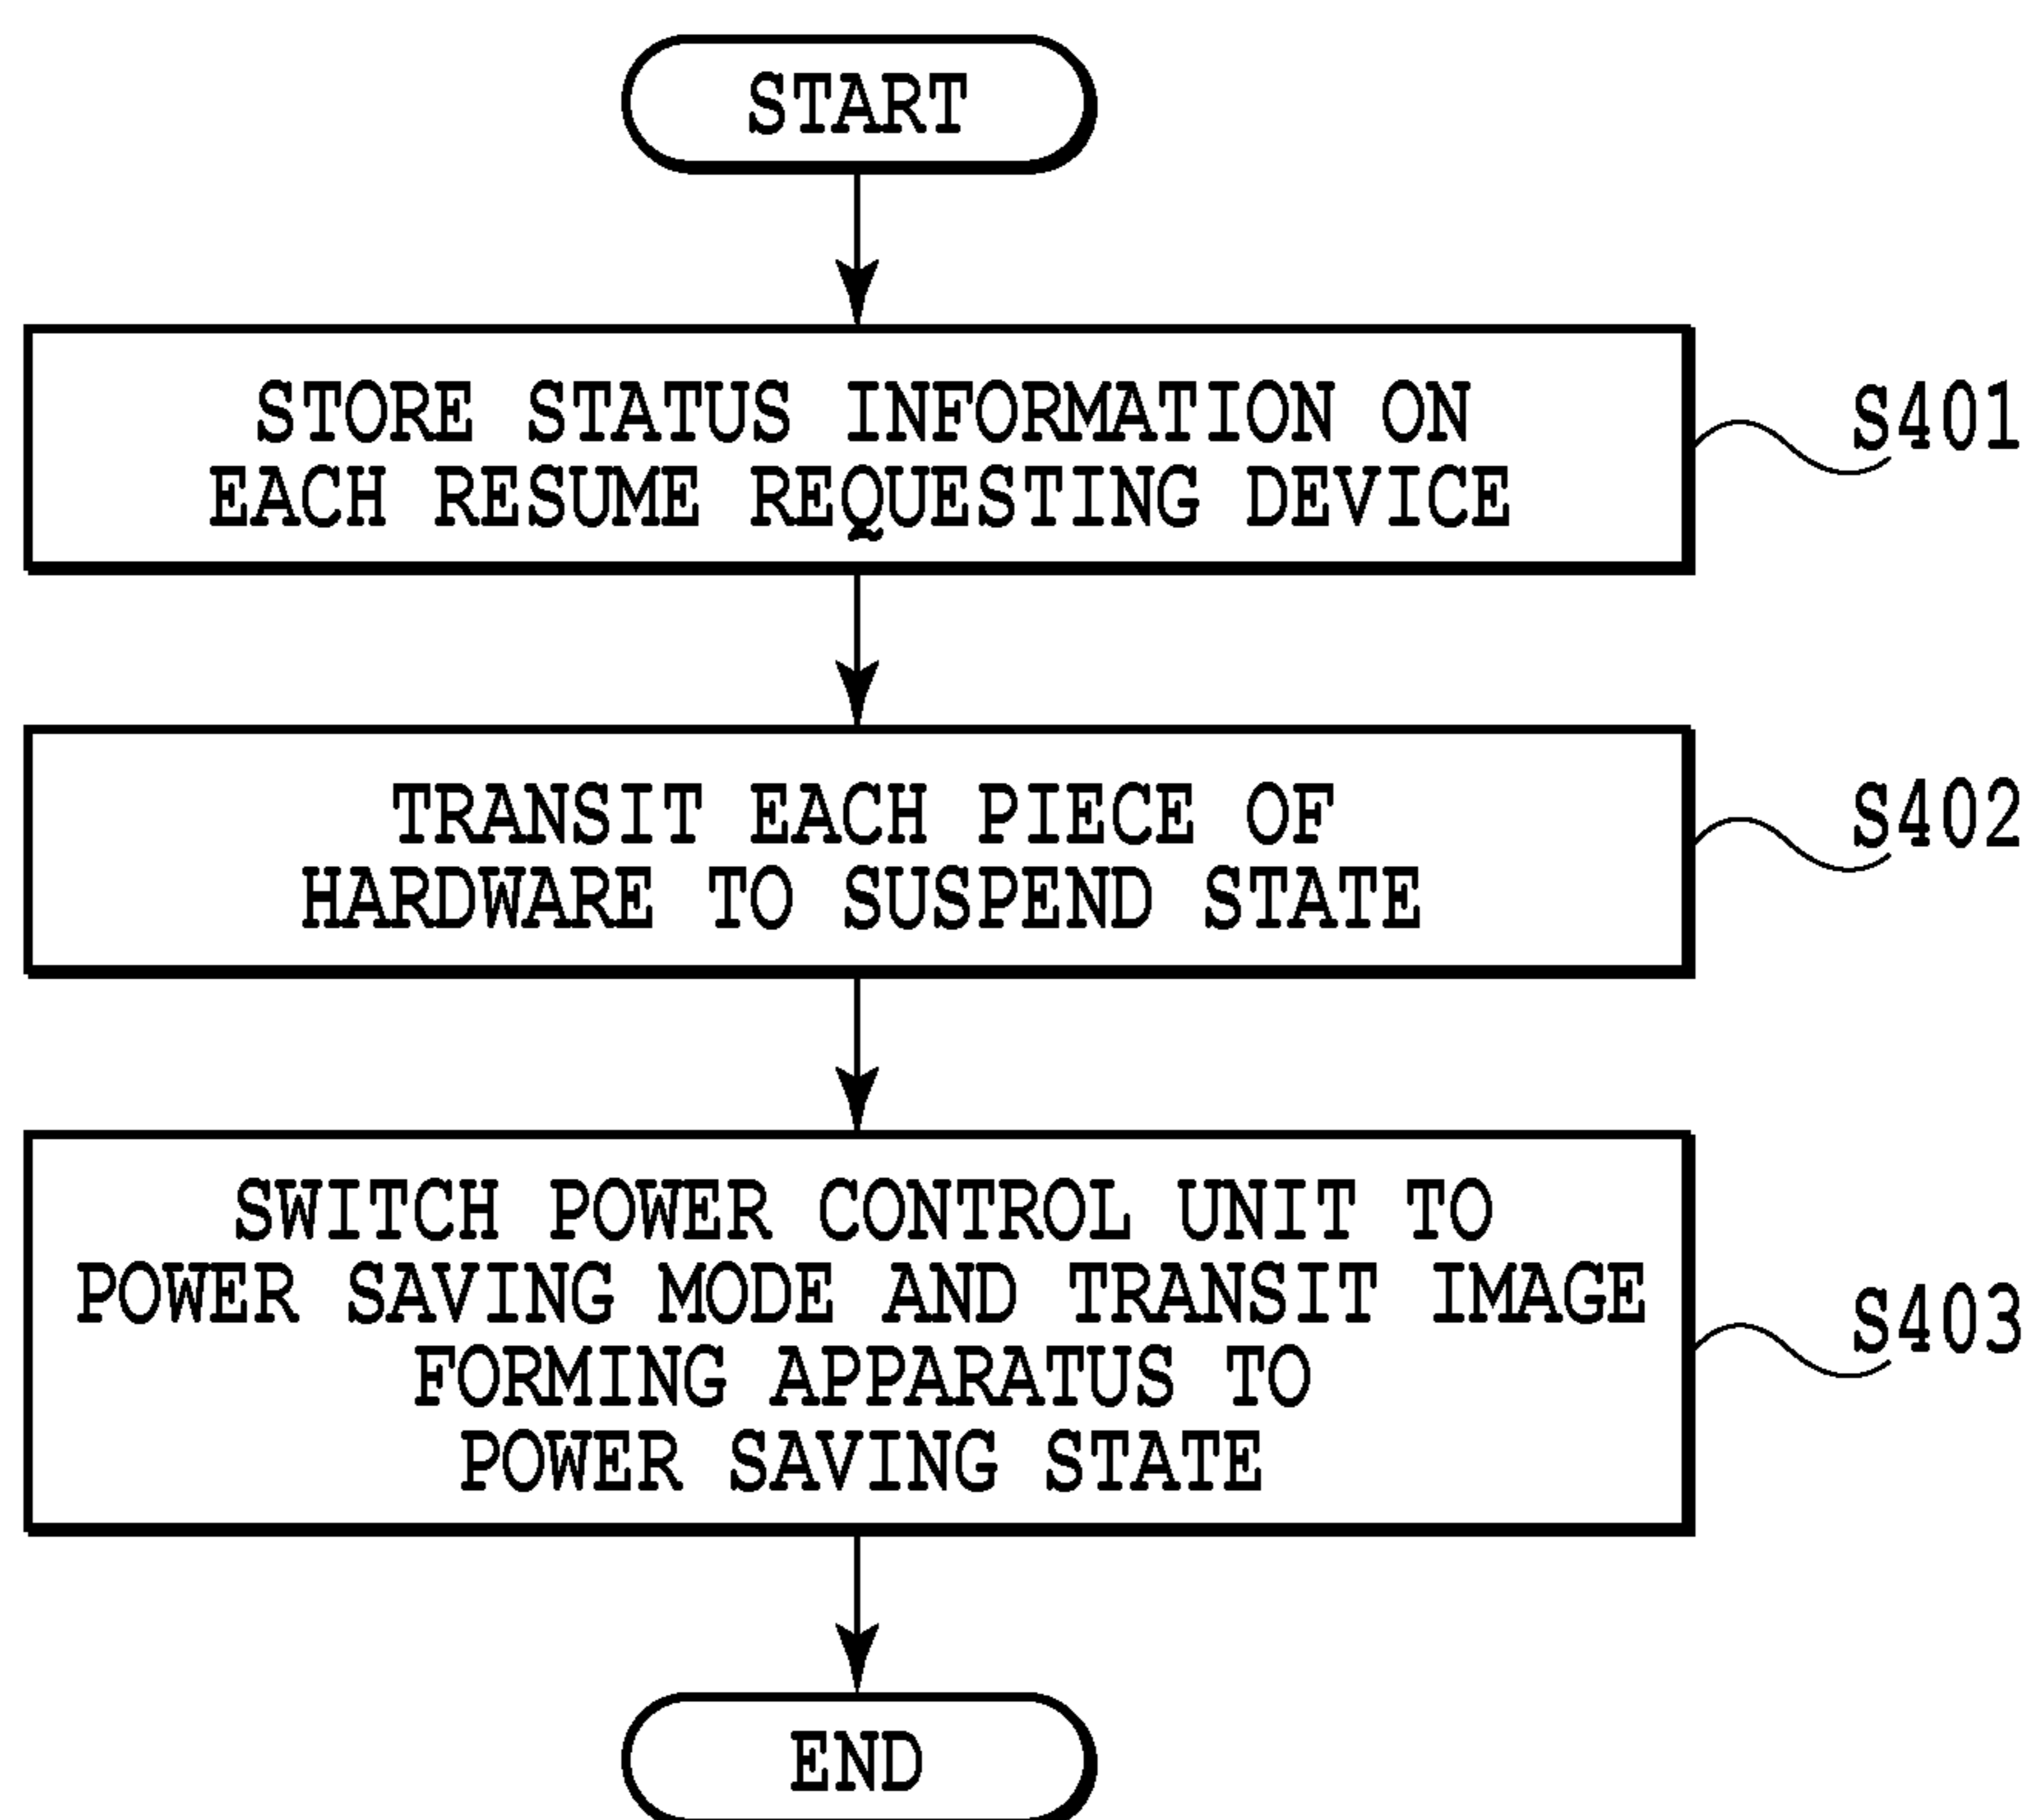 START
STORE STATUS INFORMATION ON
EACH RESUME REQUESTING DEVICE
S401
TRANSIT EACH PIECE OF
HARDWARE TO SUSPEND STATE
S402
SWITCH POWER CONTROL UNIT TO
POWER SAVING MODE AND TRANSIT IMAGE
FORMING APPARATUS TO
POWER SAVING STATE
S403
END